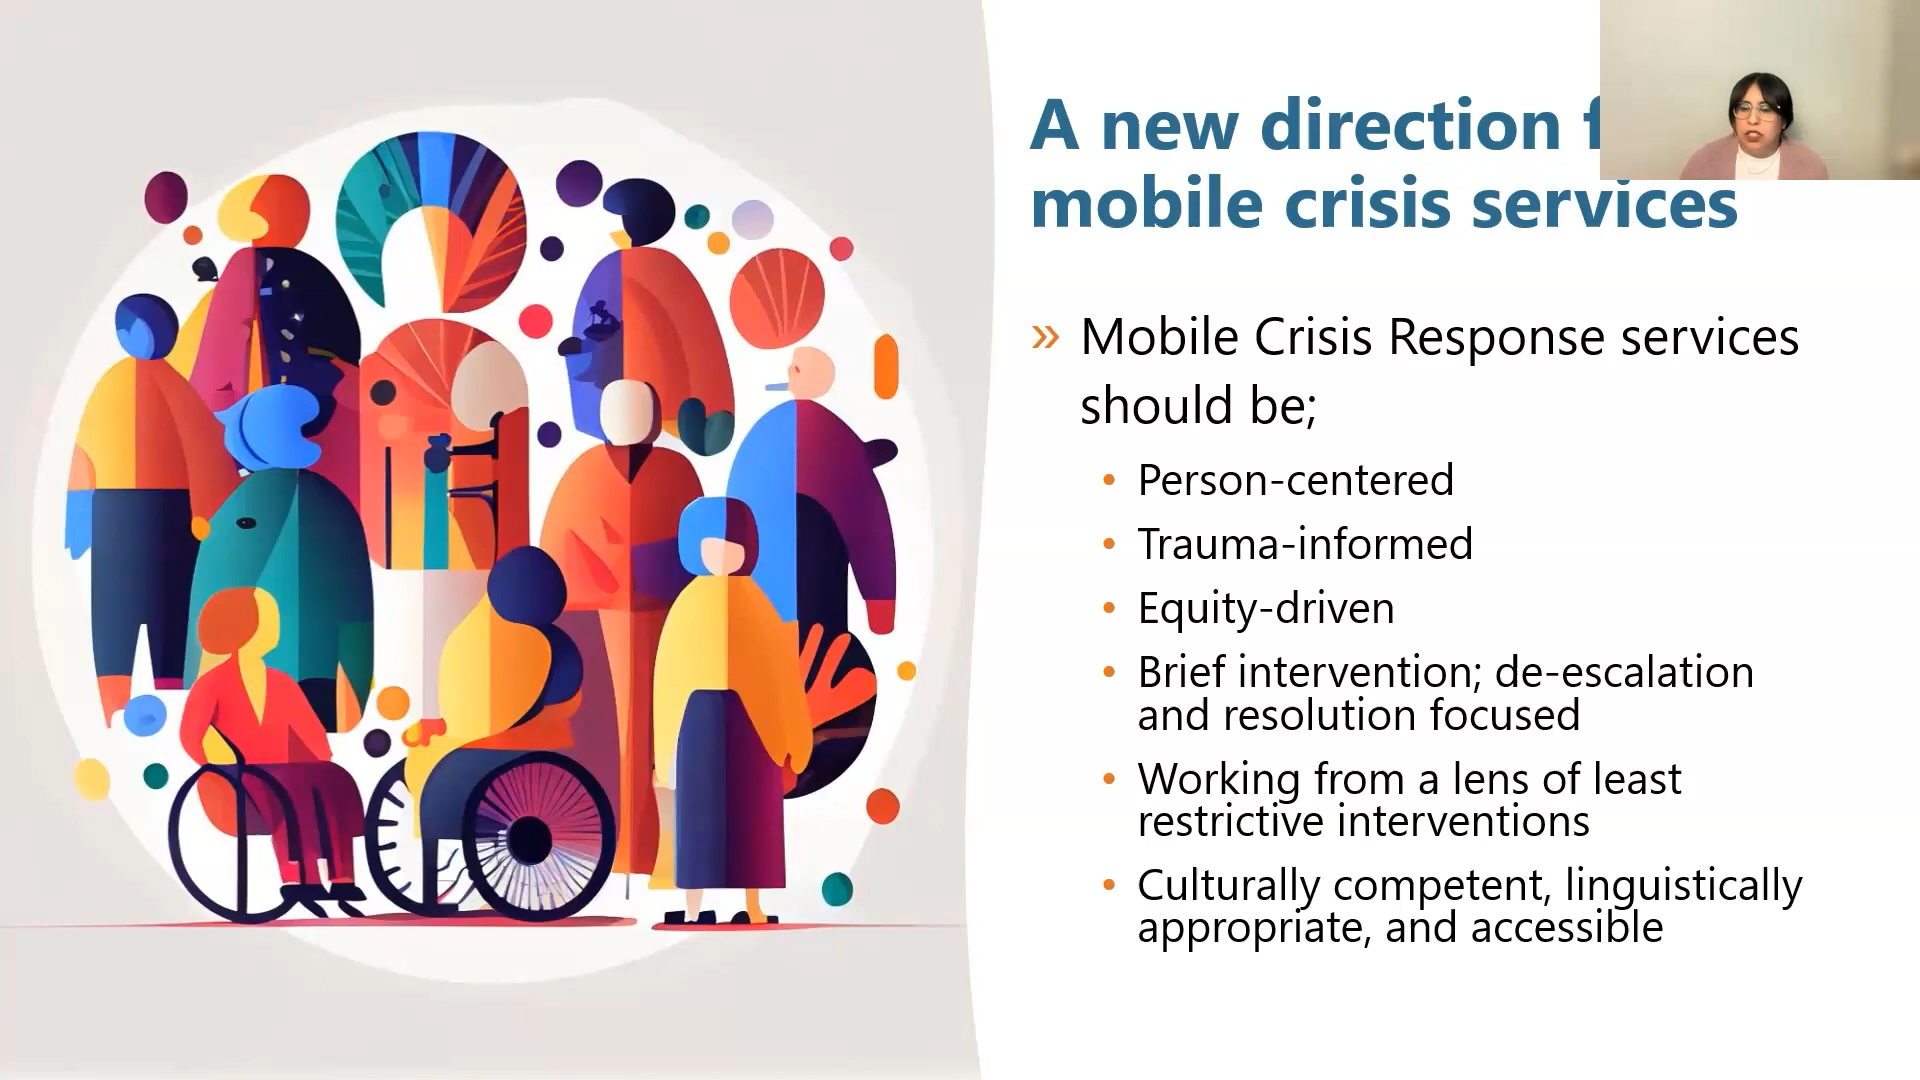 A new direction
mobile crisis services
» Mobile Crisis Response services
should be;
• Person-centered
• Trauma-informed
• Equity-driven
• Brief intervention; de-escalation
and resolution focused
• Working from a lens of least
restrictive interventions
• Culturally competent, linguistically
appropriate, and accessible